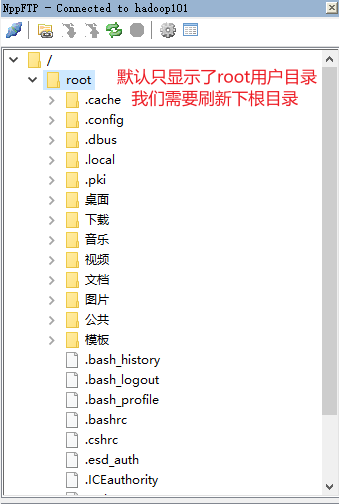 NppFTP - Connected to hadoop101
/
root
默认只显示了root用户目录
我们需要刷新下根目录
.cache
.config
.dbus
.local
.pki
桌面
下载
音乐
视频
文档
图片
公共
模板
.bash_history
.bash_logout
.bash_profile
.bashrc
.cshrc
.esd_auth
.ICEauthority